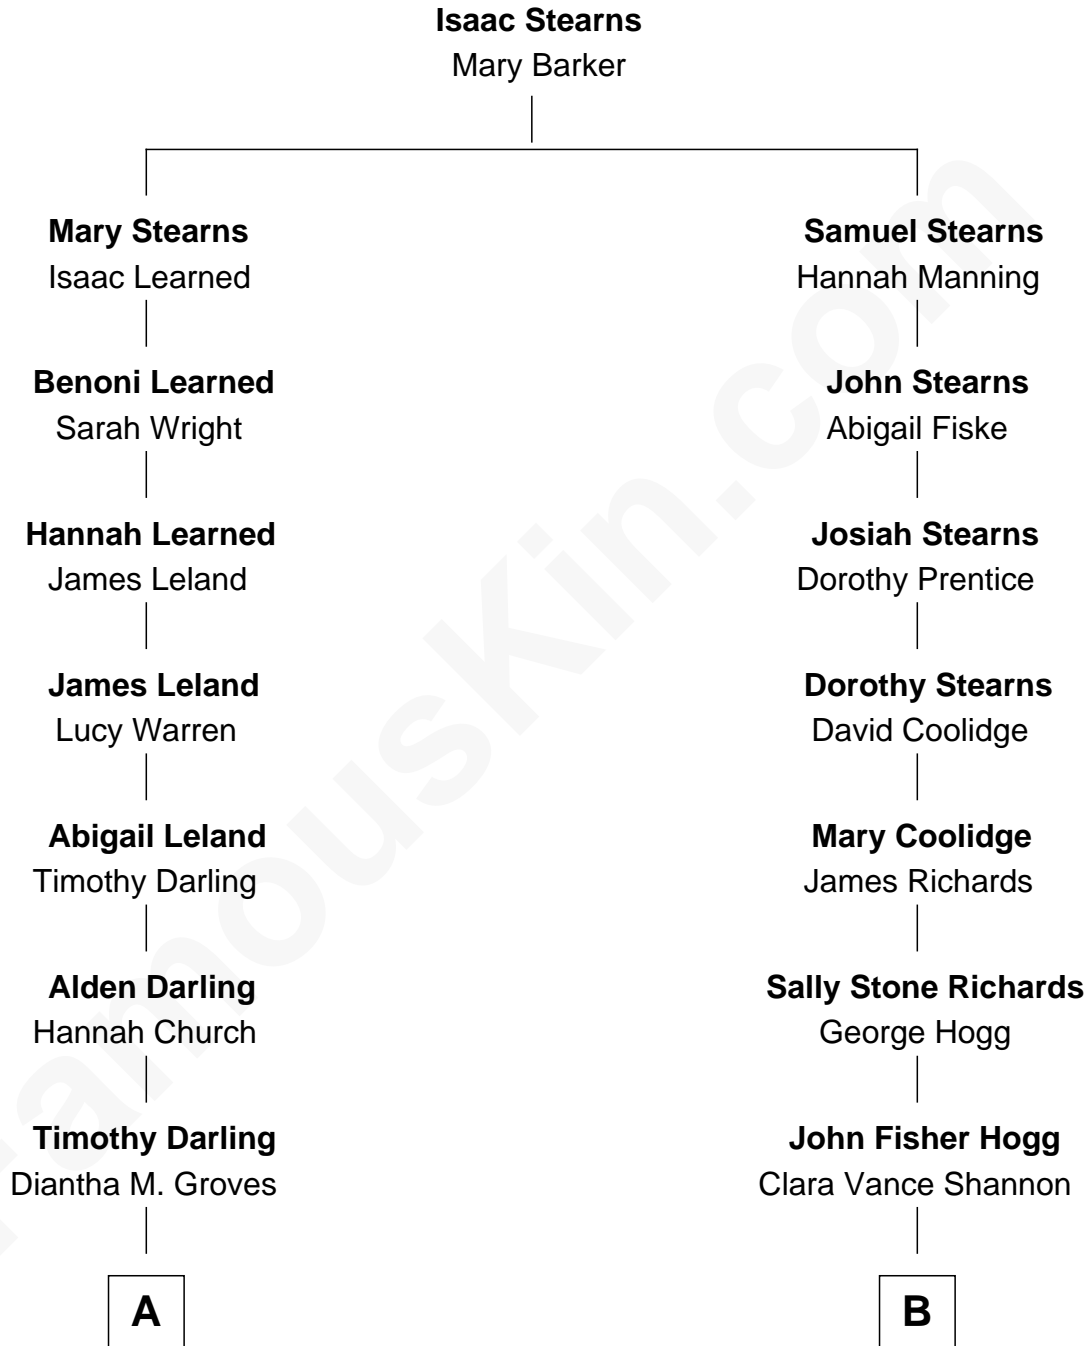 Isaac Stearns
Mary Barker
Mary Stearns
Isaac Learned
Benoni Learned
Sarah Wright
Hannah Learned
James Leland
James Leland
Lucy Warren
Abigail Leland
Timothy Darling
Alden Darling
Hannah Church
Timothy Darling
Diantha M. Groves
A
Samuel Stearns
Hannah Manning
John Stearns
Abigail Fiske
Josiah Stearns
Dorothy Prentice
Dorothy Stearns
David Coolidge
Mary Coolidge
James Richards
Sally Stone Richards
George Hogg
John Fisher Hogg
Clara Vance Shannon
B
FamousKin.com